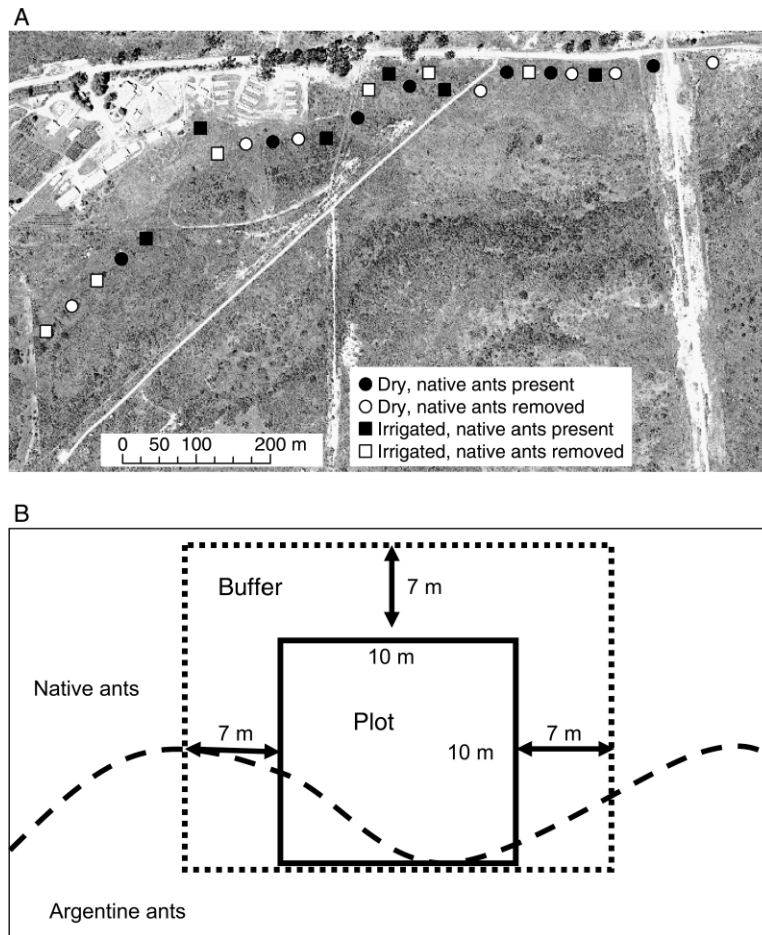 A
Dry, native ants present
Dry, native ants removed
Irrigated, native ants present
Irrigated, native ants removed
0 50 100 200 m
B
Buffer
7 m
10 m
Native ants
Plot
7 m
7 m
10 m
Argentine ants